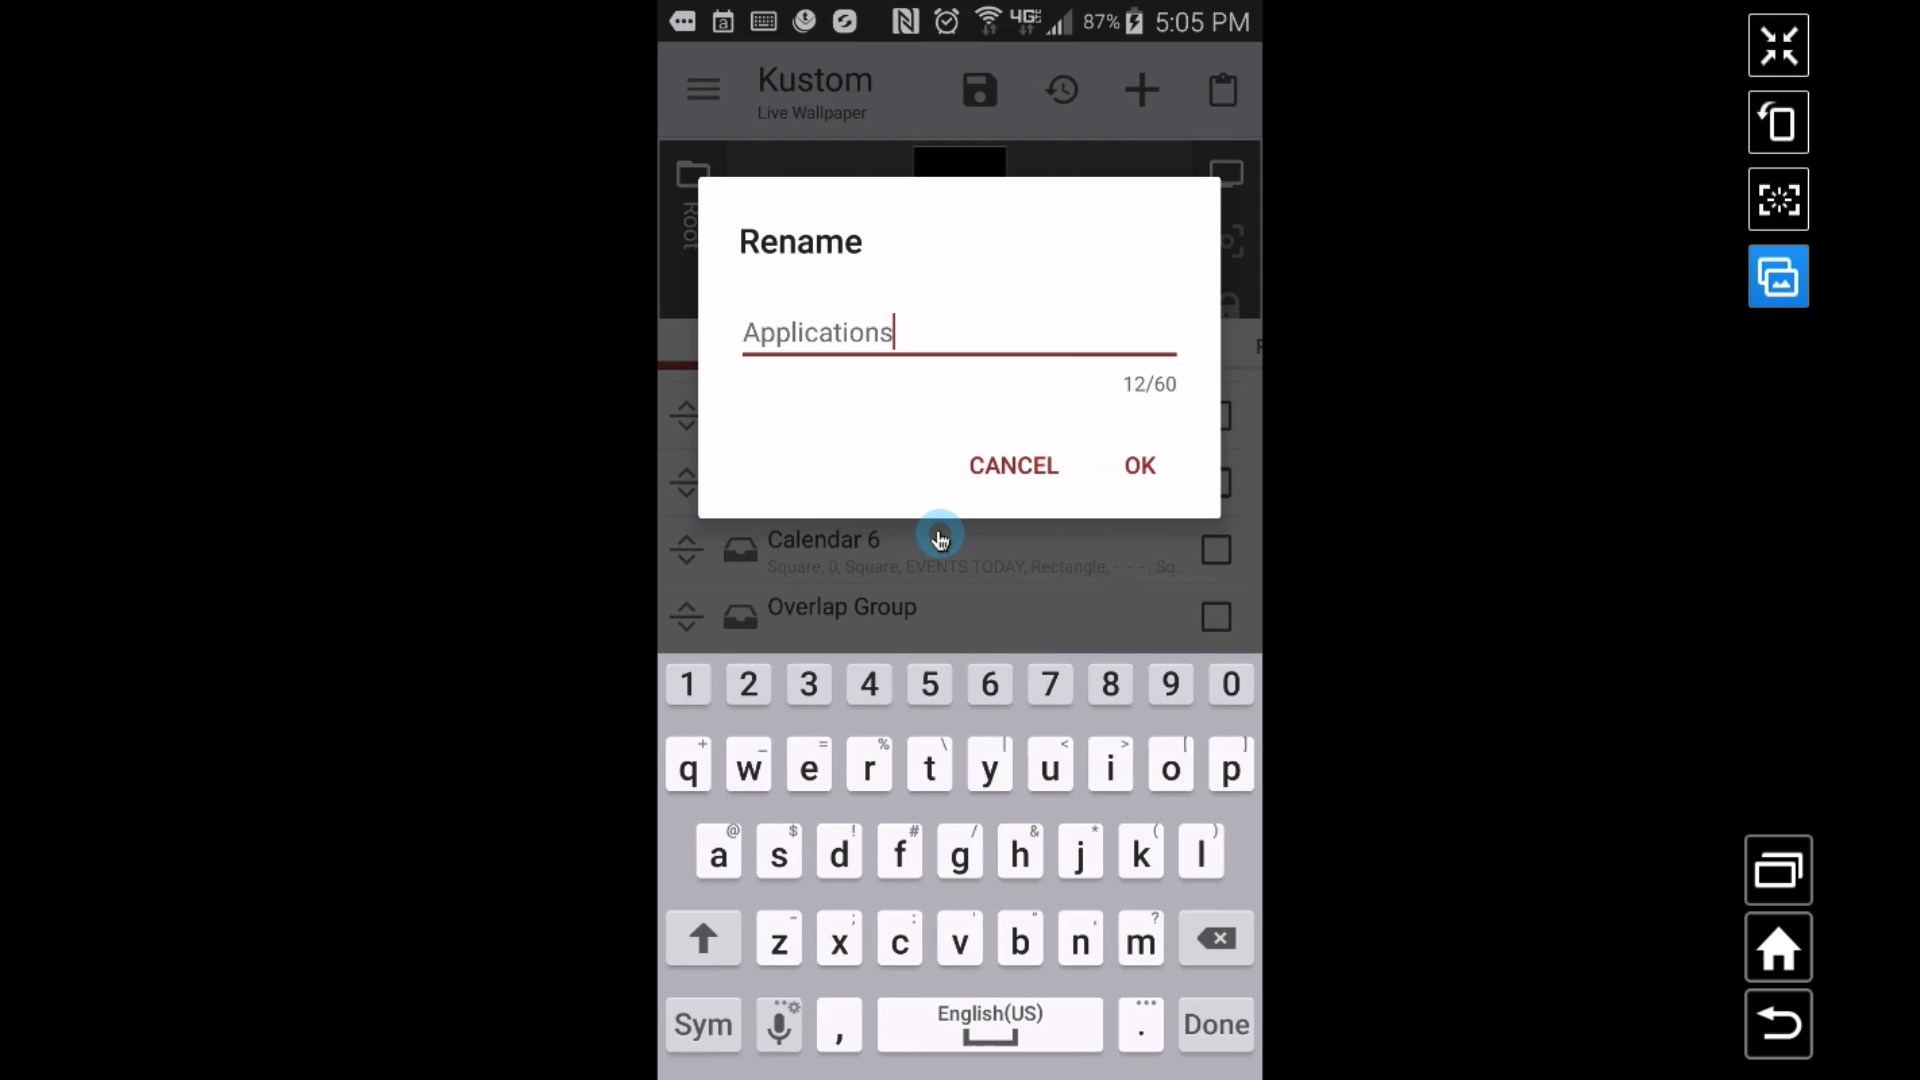 4G 87% 5:05 PM
Kustom
Live Wallpaper
Root
Rename
Applications
12/60
CANCEL OK
Calendar 6
Square, 0, Square, EVENTS TODAY, Rectangle, - - - , Sq..
Overlap Group
1 2 3 4 5 6 7 8 9 0
+ _ = % \ | < > [ ]
q w e r t y u i o p
@ $ ! # / & * ( )
a s d f g h j k l
- ; : ' " , ?
z x c v b n m
English(US)
Sym , . Done